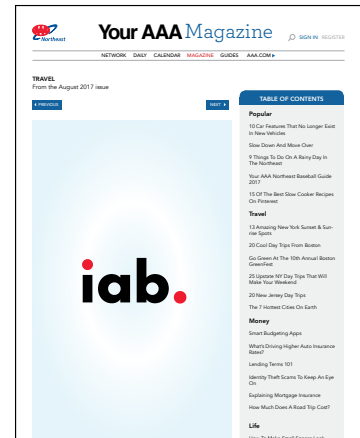 Northeast
Your AAA Magazine
SIGN IN REGISTER
NETWORK DAILY CALENDAR MAGAZINE GUIDES AAA.COM
TRAVEL
From the August 2017 issue
PREVIOUS
NEXT
iab.
TABLE OF CONTENTS
Popular
10 Car Features That No Longer Exist
In New Vehicles
Slow Down And Move Over
9 Things To Do On A Rainy Day In
The Northeast
Your AAA Northeast Baseball Guide
2017
15 Of The Best Slow Cooker Recipes
On Pinterest
Travel
13 Amazing New York Sunset & Sun-
rise Spots
20 Cool Day Trips From Boston
Go Green At The 10th Annual Boston
GreenFest
25 Upstate NY Day Trips That Will
Make Your Weekend
20 New Jersey Day Trips
The 7 Hottest Cities On Earth
Money
Smart Budgeting Apps
What's Driving Higher Auto Insurance
Rates?
Lending Terms 101
Identity Theft Scams To Keep An Eye
On
Explaining Mortgage Insurance
How Much Does A Road Trip Cost?
Life